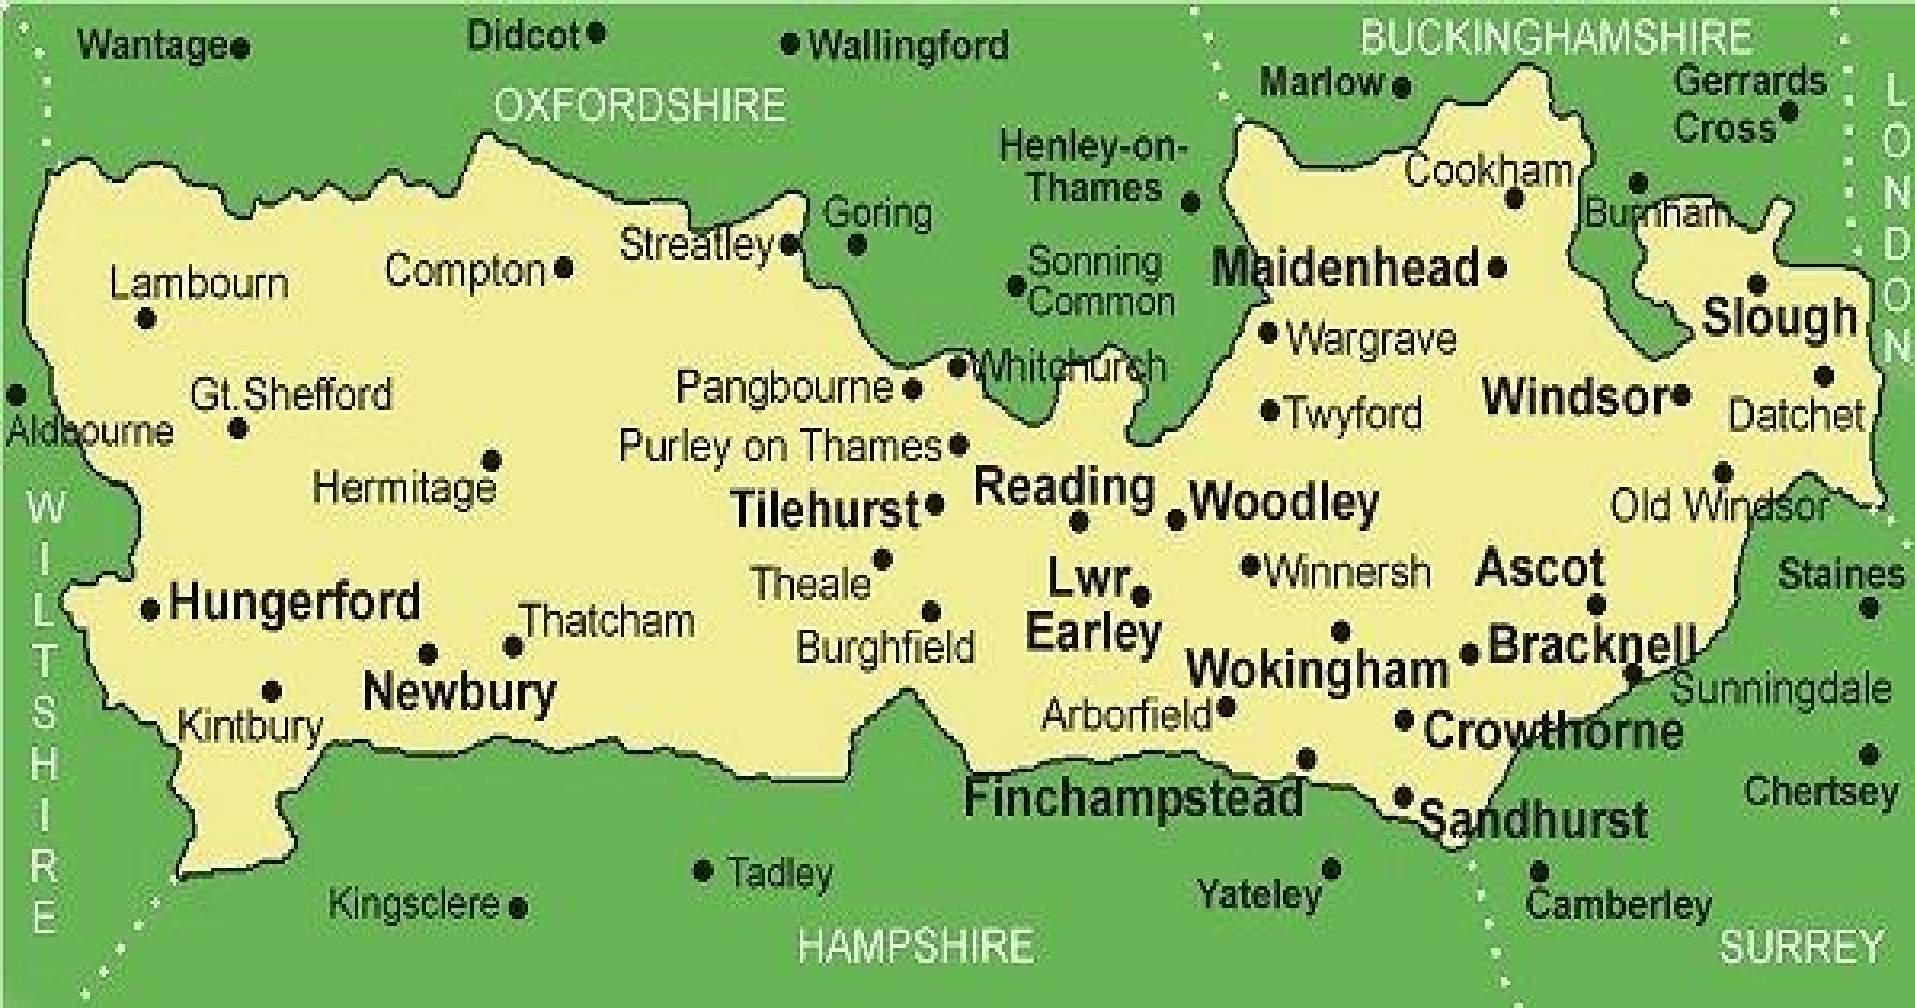 Wantage
Didcot
Wallingford
BUCKINGHAMSHIRE
Marlow
Gerrards
Cross
OXFORDSHIRE
LONDON
Henley-on-
Thames
Cookham
Burnham
Goring
Streatley
Compton
Lambourn
Sonning
Common
Maidenhead
Slough
Wargrave
Whitchurch
Pangbourne
Gt.Shefford
Windsor
Datchet
Twyford
Aldbourne
Purley on Thames
Hermitage
Reading
Tilehurst
Woodley
Old Windsor
WILTSHIRE
Theale
Lwr
Earley
Winnersh
Ascot
Staines
Hungerford
Thatcham
Burghfield
Bracknell
Wokingham
Newbury
Sunningdale
Kintbury
Arborfield
Crowthorne
Finchampstead
Sandhurst
Chertsey
Tadley
Kingsclere
Yateley
Camberley
HAMPSHIRE
SURREY